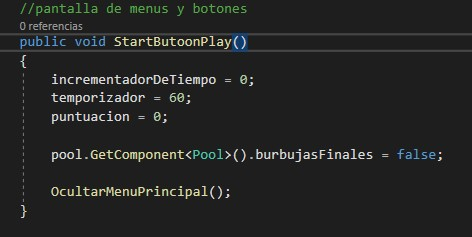 //pantalla de menus y botones
0 referencias
public void StartButoonPlay()
{
incrementadorDeTiempo = 0;
temporizador = 60;
puntuacion = 0;
pool.GetComponent<Pool>().burbujasFinales = false;
OcultarMenuPrincipal();
}